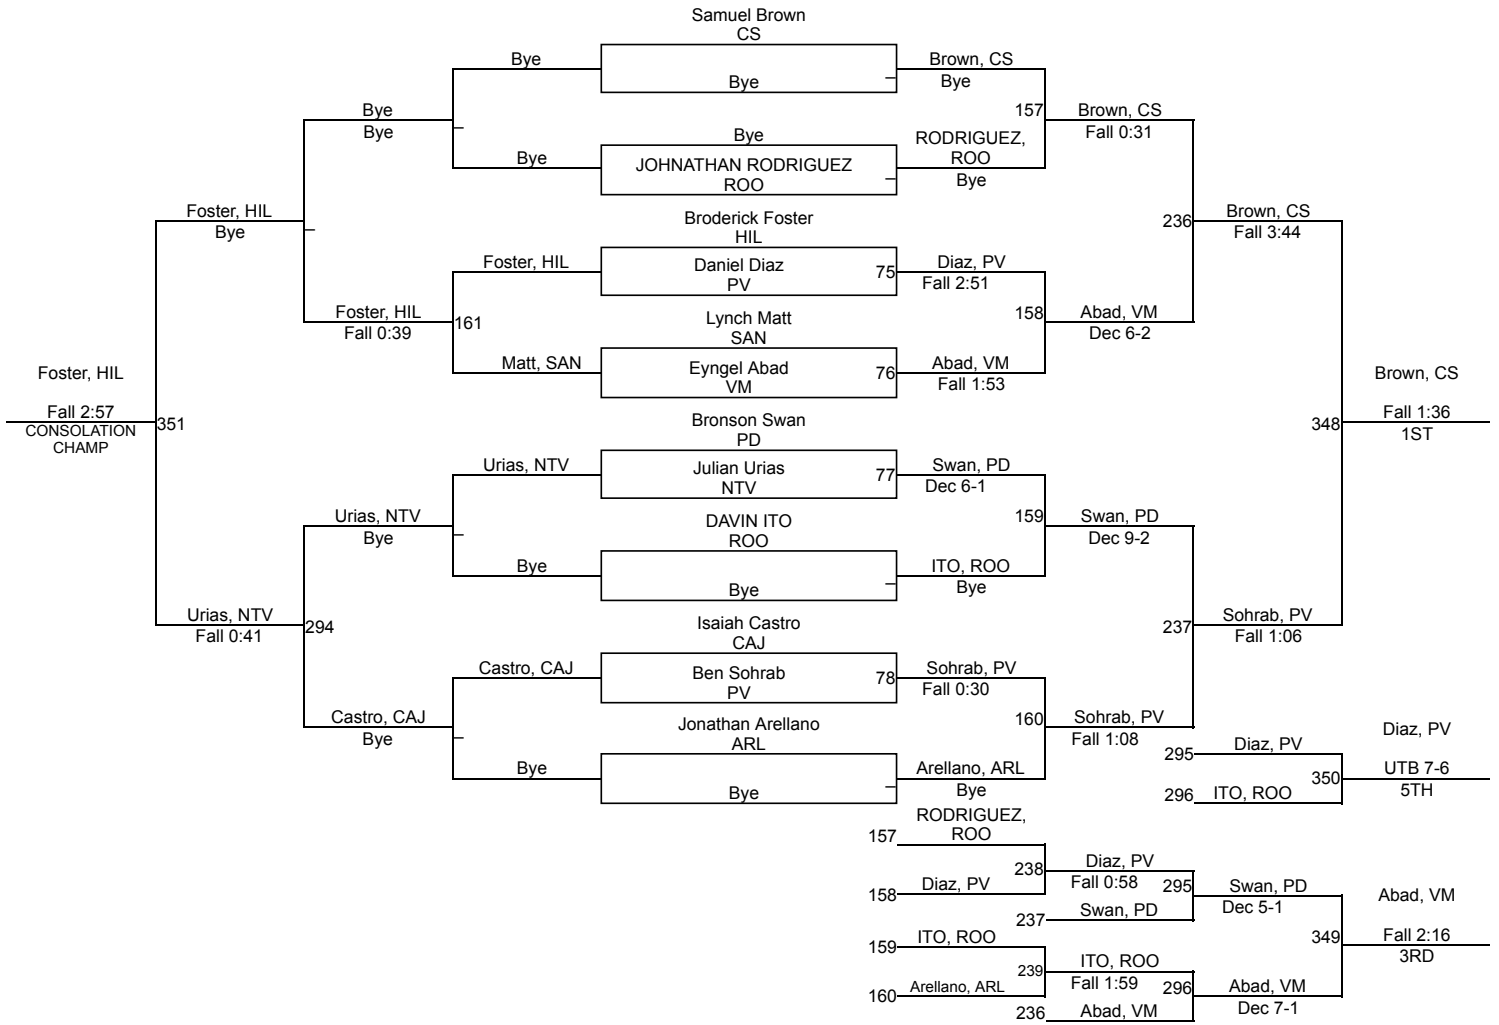 Samuel Brown
CS
Bye
Bye
Brown, CS
Bye
Bye
Bye
157
Brown, CS
Fall 0:31
Bye
Bye
JOHNATHAN RODRIGUEZ
ROO
RODRIGUEZ,
ROO
Bye
Foster, HIL
Bye
Broderick Foster
HIL
236
Brown, CS
Fall 3:44
Foster, HIL
Daniel Diaz
PV
75
Diaz, PV
Fall 2:51
Foster, HIL
Fall 0:39
161
Lynch Matt
SAN
158
Abad, VM
Dec 6-2
Matt, SAN
Eyngel Abad
VM
76
Abad, VM
Fall 1:53
Foster, HIL
Fall 2:57
CONSOLATION
CHAMP
351
Bronson Swan
PD
348
Brown, CS
Fall 1:36
1ST
Urias, NTV
Julian Urias
NTV
77
Swan, PD
Dec 6-1
Urias, NTV
Bye
DAVIN ITO
ROO
159
Swan, PD
Dec 9-2
Bye
Bye
ITO, ROO
Bye
Urias, NTV
Fall 0:41
294
Isaiah Castro
CAJ
237
Sohrab, PV
Fall 1:06
Castro, CAJ
Ben Sohrab
PV
78
Sohrab, PV
Fall 0:30
Castro, CAJ
Bye
Jonathan Arellano
ARL
160
Sohrab, PV
Fall 1:08
Bye
Bye
Arellano, ARL
Bye
295
Diaz, PV
296
ITO, ROO
350
Diaz, PV
UTB 7-6
5TH
157
RODRIGUEZ,
ROO
158
Diaz, PV
238
Diaz, PV
Fall 0:58
237
Swan, PD
295
Swan, PD
Dec 5-1
159
ITO, ROO
160
Arellano, ARL
239
ITO, ROO
Fall 1:59
236
Abad, VM
296
Abad, VM
Dec 7-1
349
Abad, VM
Fall 2:16
3RD